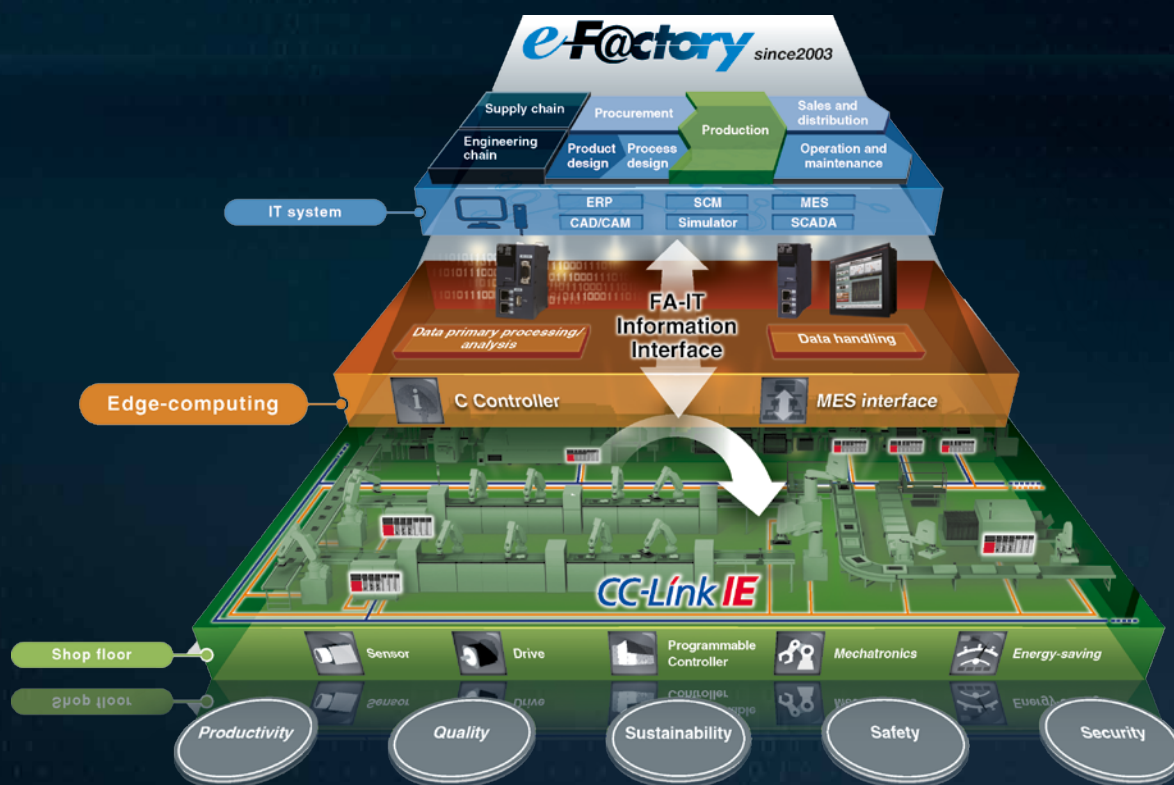 e-F@ctory since2003
Supply chain
Procurement
Production
Sales and
distribution
Engineering
chain
Product
design
Process
design
Operation and
maintenance
IT system
ERP
SCM
MES
CAD/CAM
Simulator
SCADA
FA-IT
Information
Interface
Data primary processing/
analysis
Data handling
Edge-computing
C Controller
MES interface
CC-Link IE
Shop floor
Sensor
Drive
Programmable
Controller
Mechatronics
Energy-saving
Productivity
Quality
Sustainability
Safety
Security